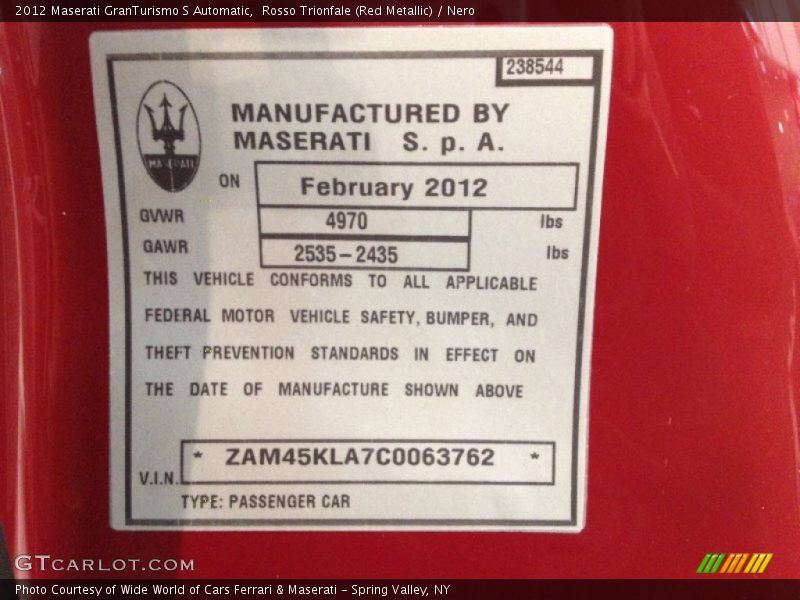 2012 Maserati GranTurismo S Automatic,  Rosso Trionfale (Red Metallic) / Nero
238544
MASERATI
MANUFACTURED BY
MASERATI S. p. A.
ON February 2012
GVWR 4970 lbs
GAWR 2535-2435 lbs
THIS VEHICLE CONFORMS TO ALL APPLICABLE
FEDERAL MOTOR VEHICLE SAFETY, BUMPER, AND
THEFT PREVENTION STANDARDS IN EFFECT ON
THE DATE OF MANUFACTURE SHOWN ABOVE
V.I.N. * ZAM45KLA7C0063762 *
TYPE: PASSENGER CAR
GTCARLOT.COM
Photo Courtesy of Wide World of Cars Ferrari & Maserati - Spring Valley, NY